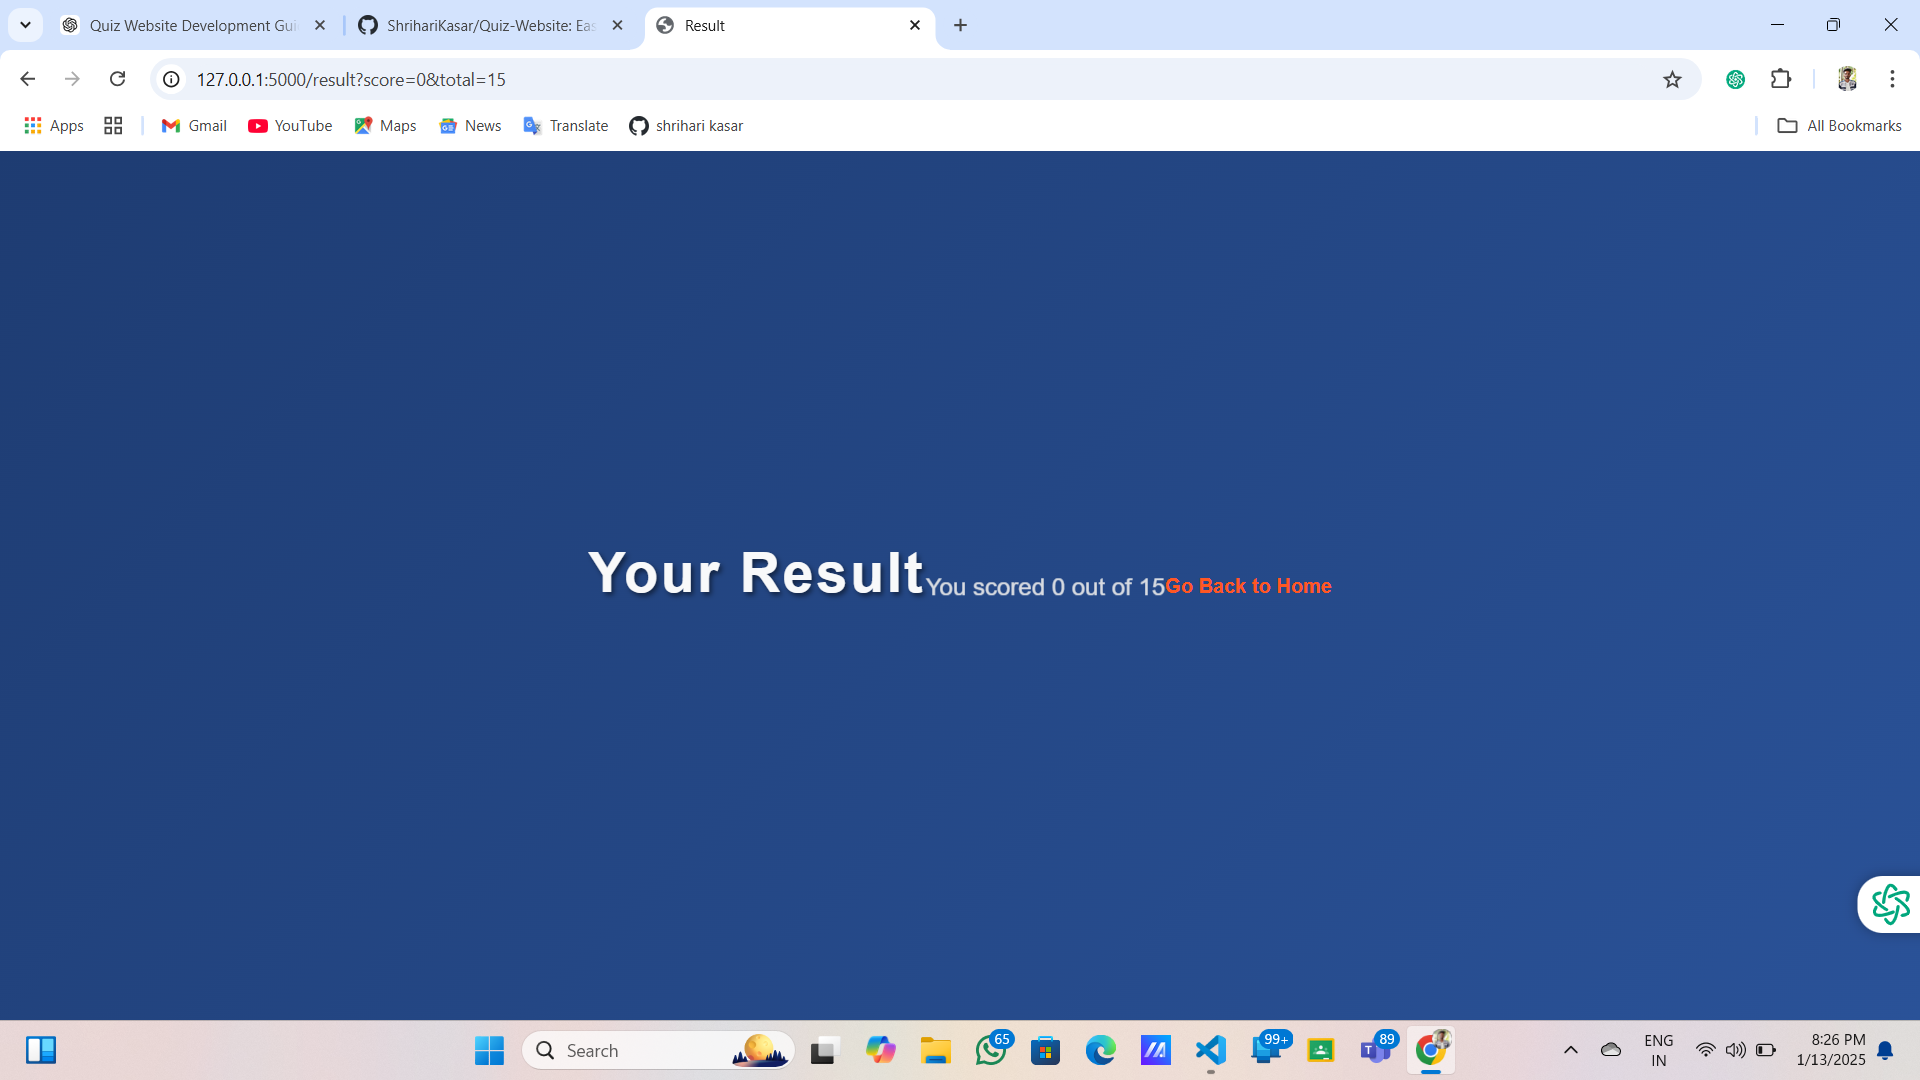 Quiz Website Development Gui
ShrihariKasar/Quiz-Website: Eas
Result
127.0.0.1:5000/result?score=0&total=15
Apps
Gmail
YouTube
Maps
News
Translate
shrihari kasar
All Bookmarks
Your Result
You scored 0 out of 15
Go Back to Home
Search
65
99+
89
ENG
IN
8:26 PM
1/13/2025